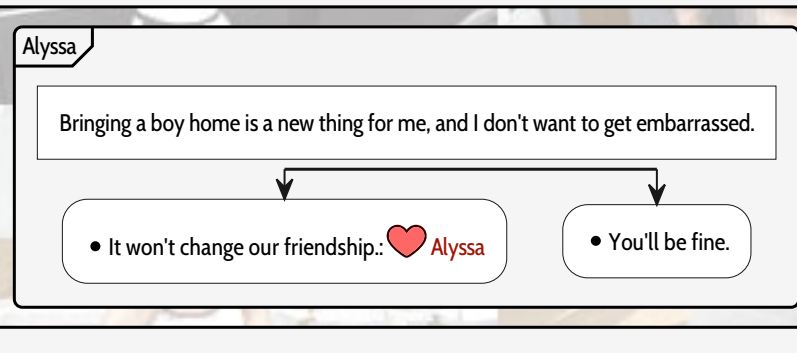 Alyssa
Bringing a boy home is a new thing for me, and I don't want to get embarrassed.
• It won't change our friendship.: Alyssa
• You'll be fine.